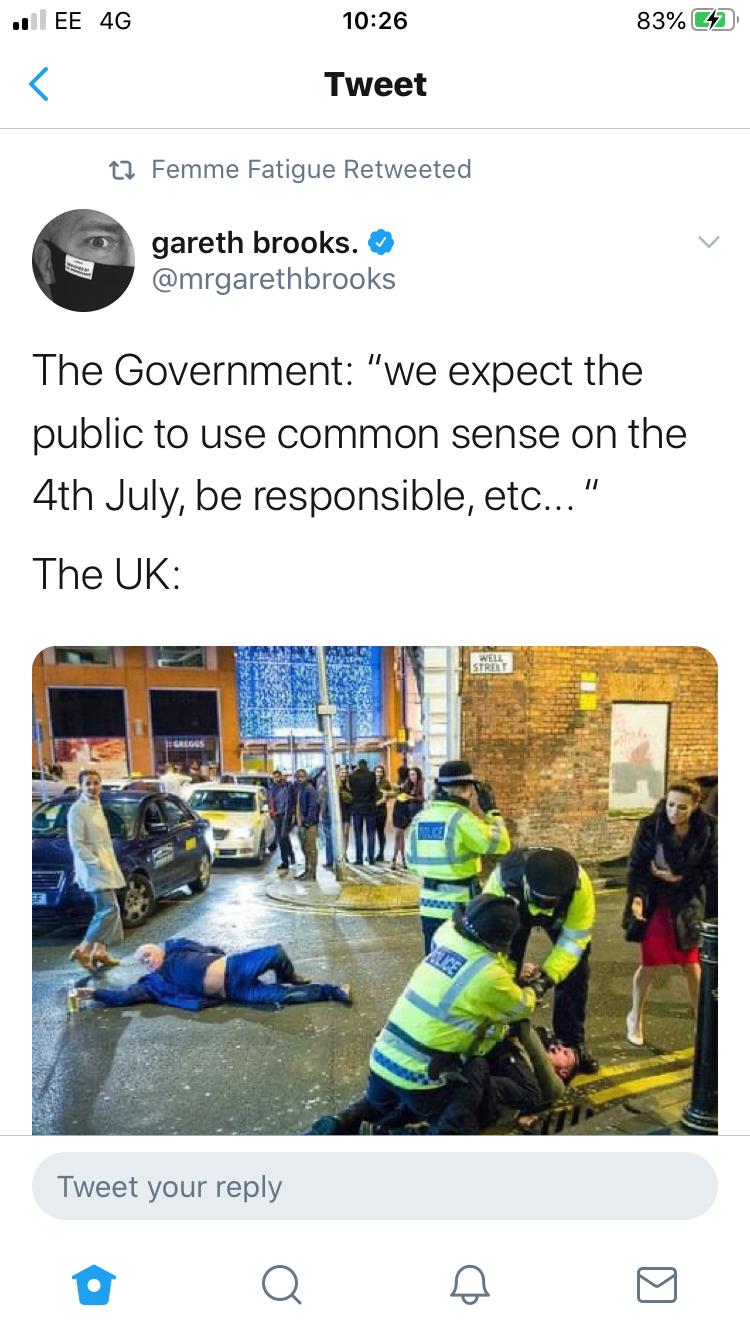 EE 4G 10:26 83%
Tweet
Femme Fatigue Retweeted
gareth brooks.
@mrgarethbrooks
The Government: “we expect the
public to use common sense on the
4th July, be responsible, etc... “
The UK:
WELL
STREET
GREGGS
POLICE
POLICE
Tweet your reply